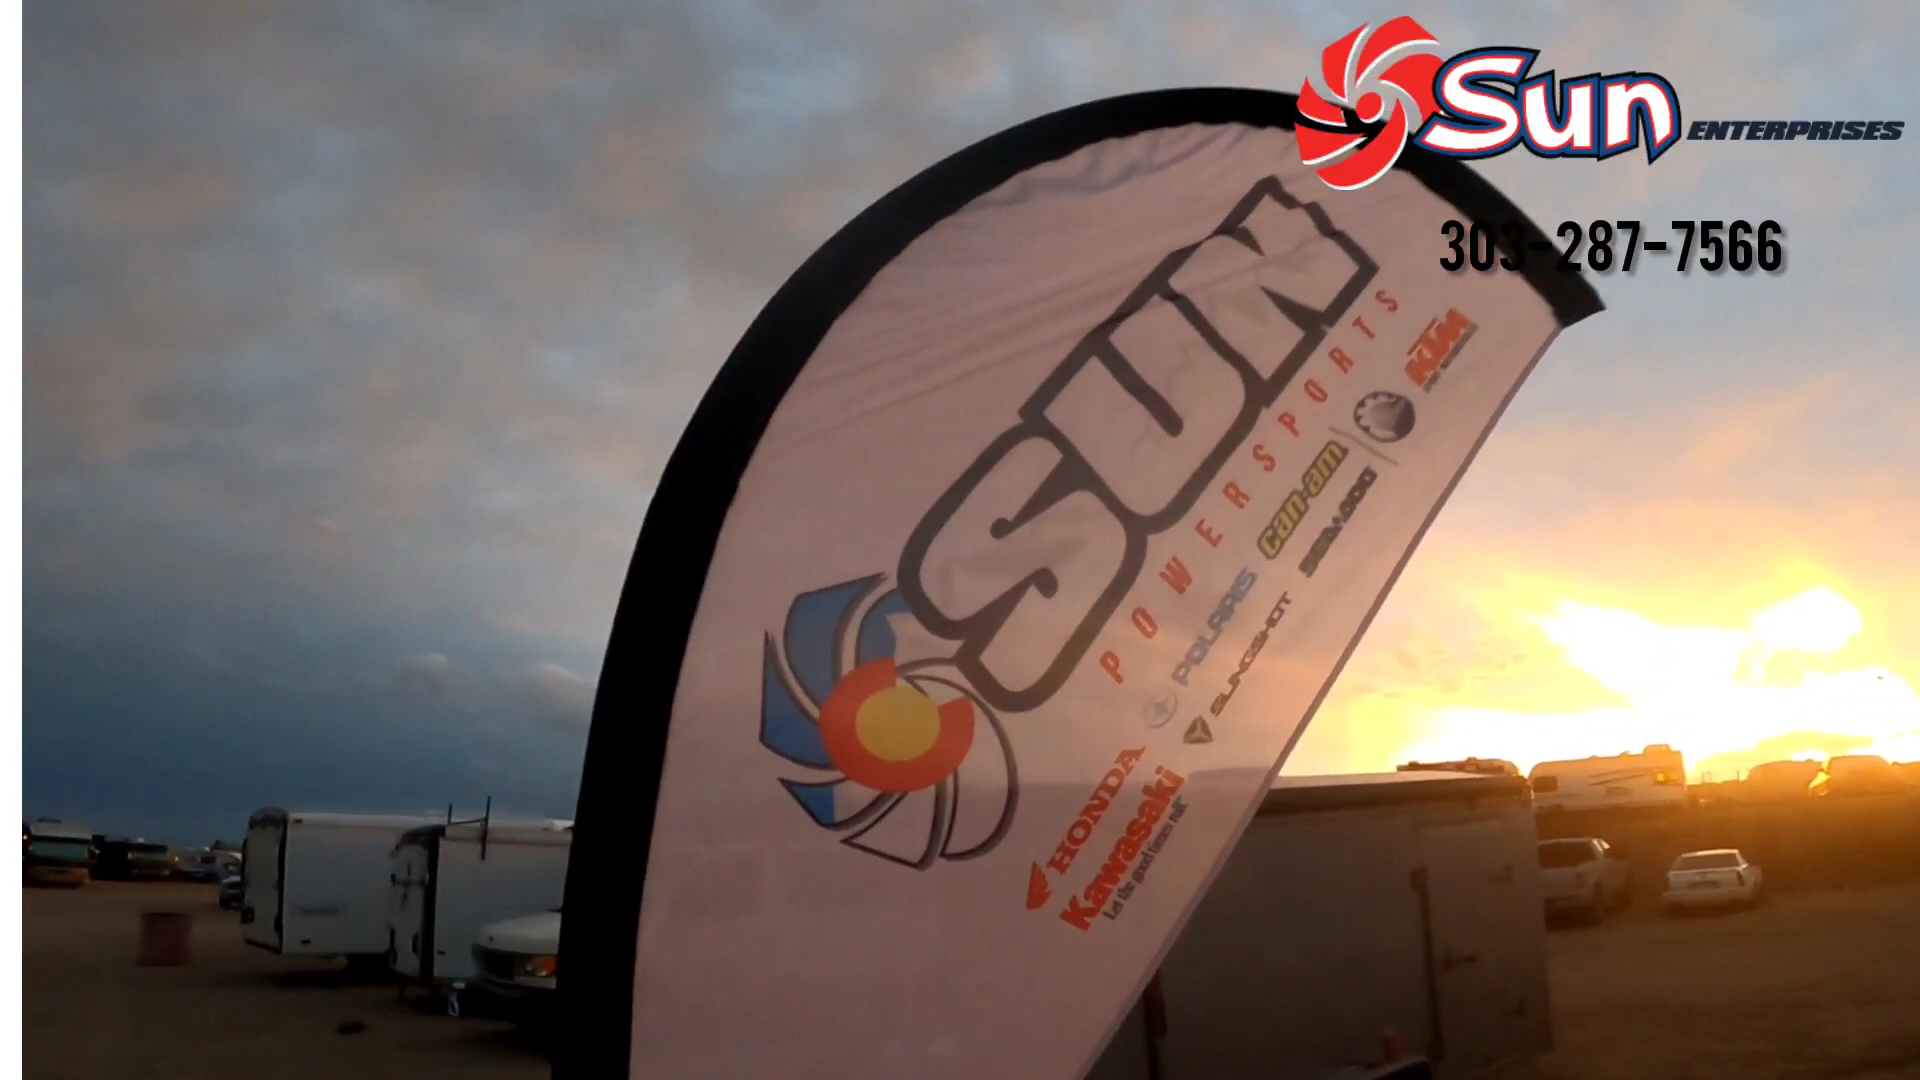 Sun ENTERPRISES
303-287-7566
SUN
POWERSPORTS
HONDA
POLARIS
can-am
KTM
Kawasaki
Let the good times roll.
SLINGSHOT
SEA-DOO